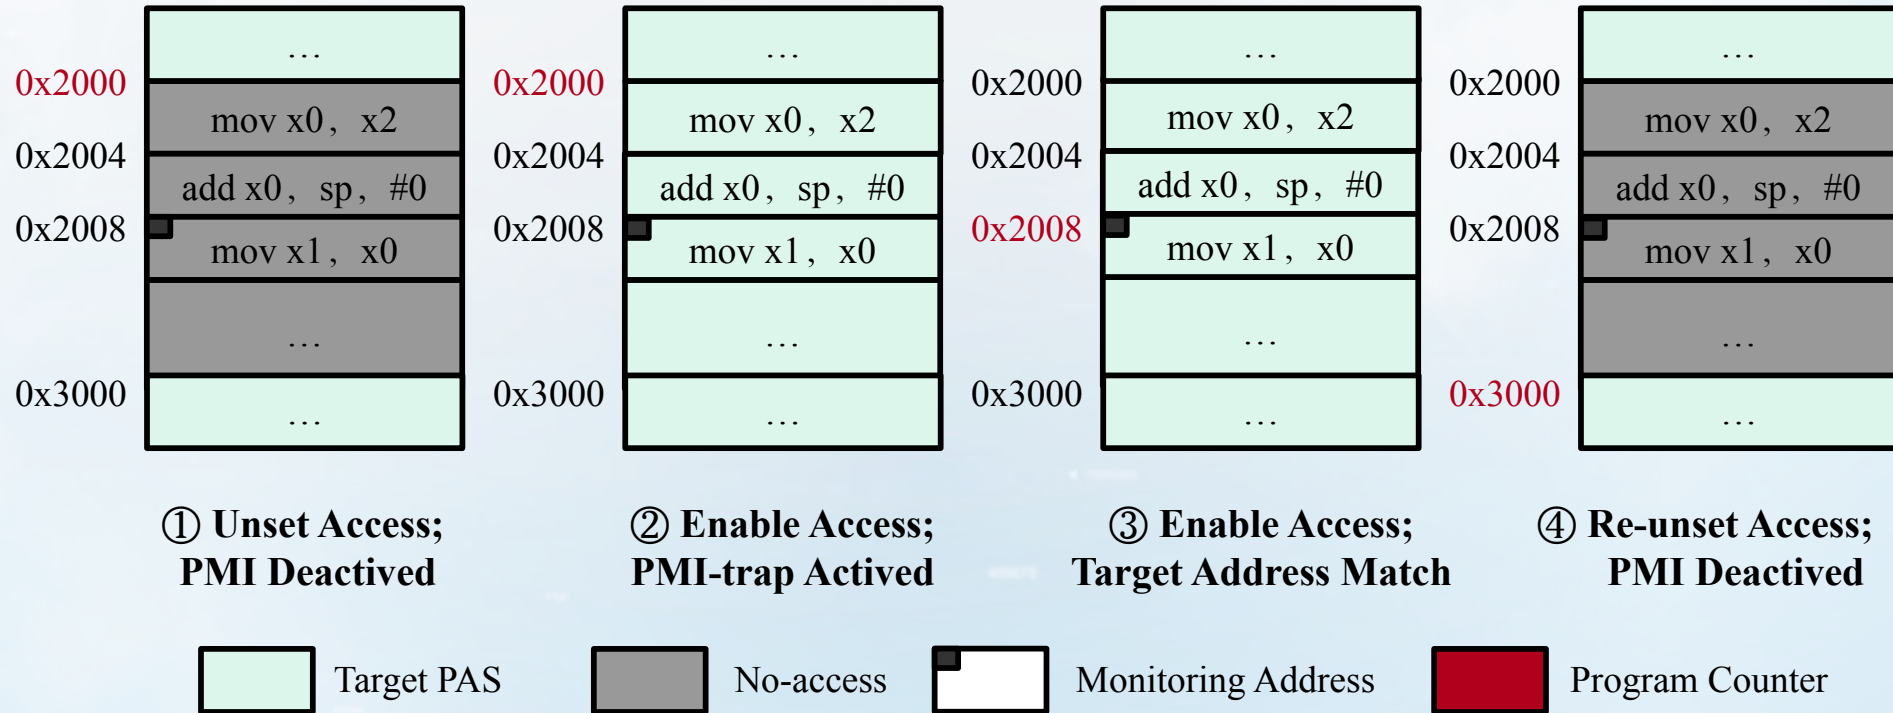 …
0x2000
mov x0, x2
0x2004
add x0, sp, #0
0x2008
mov x1, x0
…
0x3000
…
① Unset Access;
PMI Deactived
…
0x2000
mov x0, x2
0x2004
add x0, sp, #0
0x2008
mov x1, x0
…
0x3000
…
② Enable Access;
PMI-trap Actived
…
0x2000
mov x0, x2
0x2004
add x0, sp, #0
0x2008
mov x1, x0
…
0x3000
…
③ Enable Access;
Target Address Match
…
0x2000
mov x0, x2
0x2004
add x0, sp, #0
0x2008
mov x1, x0
…
0x3000
…
④ Re-unset Access;
PMI Deactived
Target PAS
No-access
Monitoring Address
Program Counter